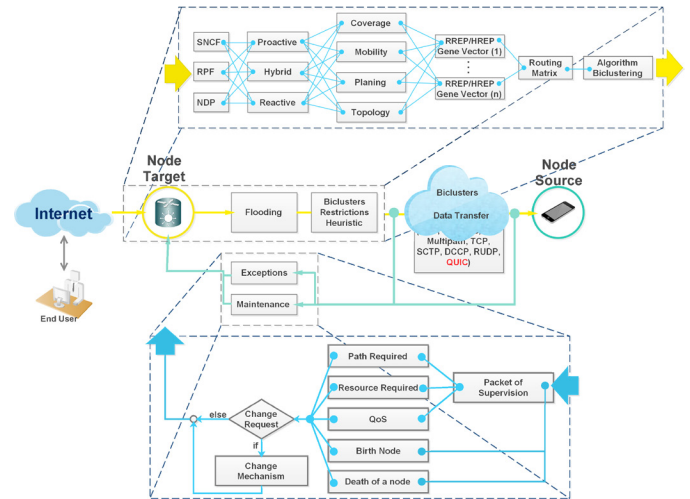 Coverage
SNCF
Proactive
RREP/HREP
Gene Vector (1)
Mobility
RPF
Hybrid
Routing
Matrix
Algorithm
Biclustering
Planing
RREP/HREP
Gene Vector (n)
NDP
Reactive
Topology
Node
Target
Node
Source
Internet
Flooding
Biclusters
Restrictions
Heuristic
Biclusters
Data Transfer
Multipath, TCP,
SCTP, DCCP, RUDP,
QUIC)
Exceptions
Maintenance
End User
Path Required
Resource Required
Packet of
Supervision
else
Change
Request
QoS
if
Birth Node
Change
Mechanism
Death of a node